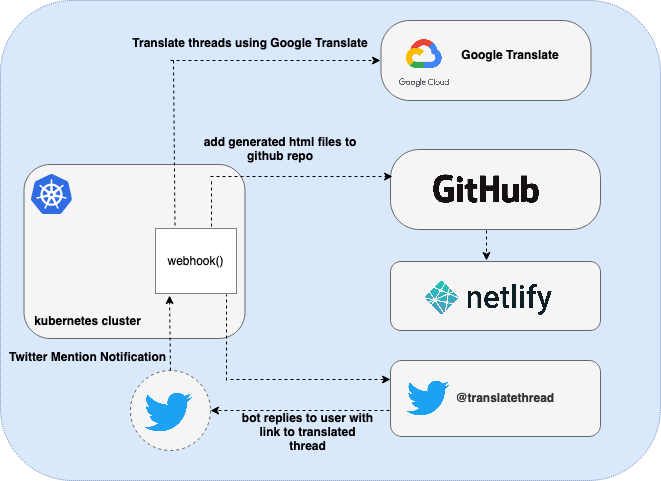 Translate threads using Google Translate
Google Translate
Google Cloud
add generated html files to
github repo
GitHub
webhook()
netlify
kubernetes cluster
Twitter Mention Notification
@translatethread
bot replies to user with
link to translated
thread